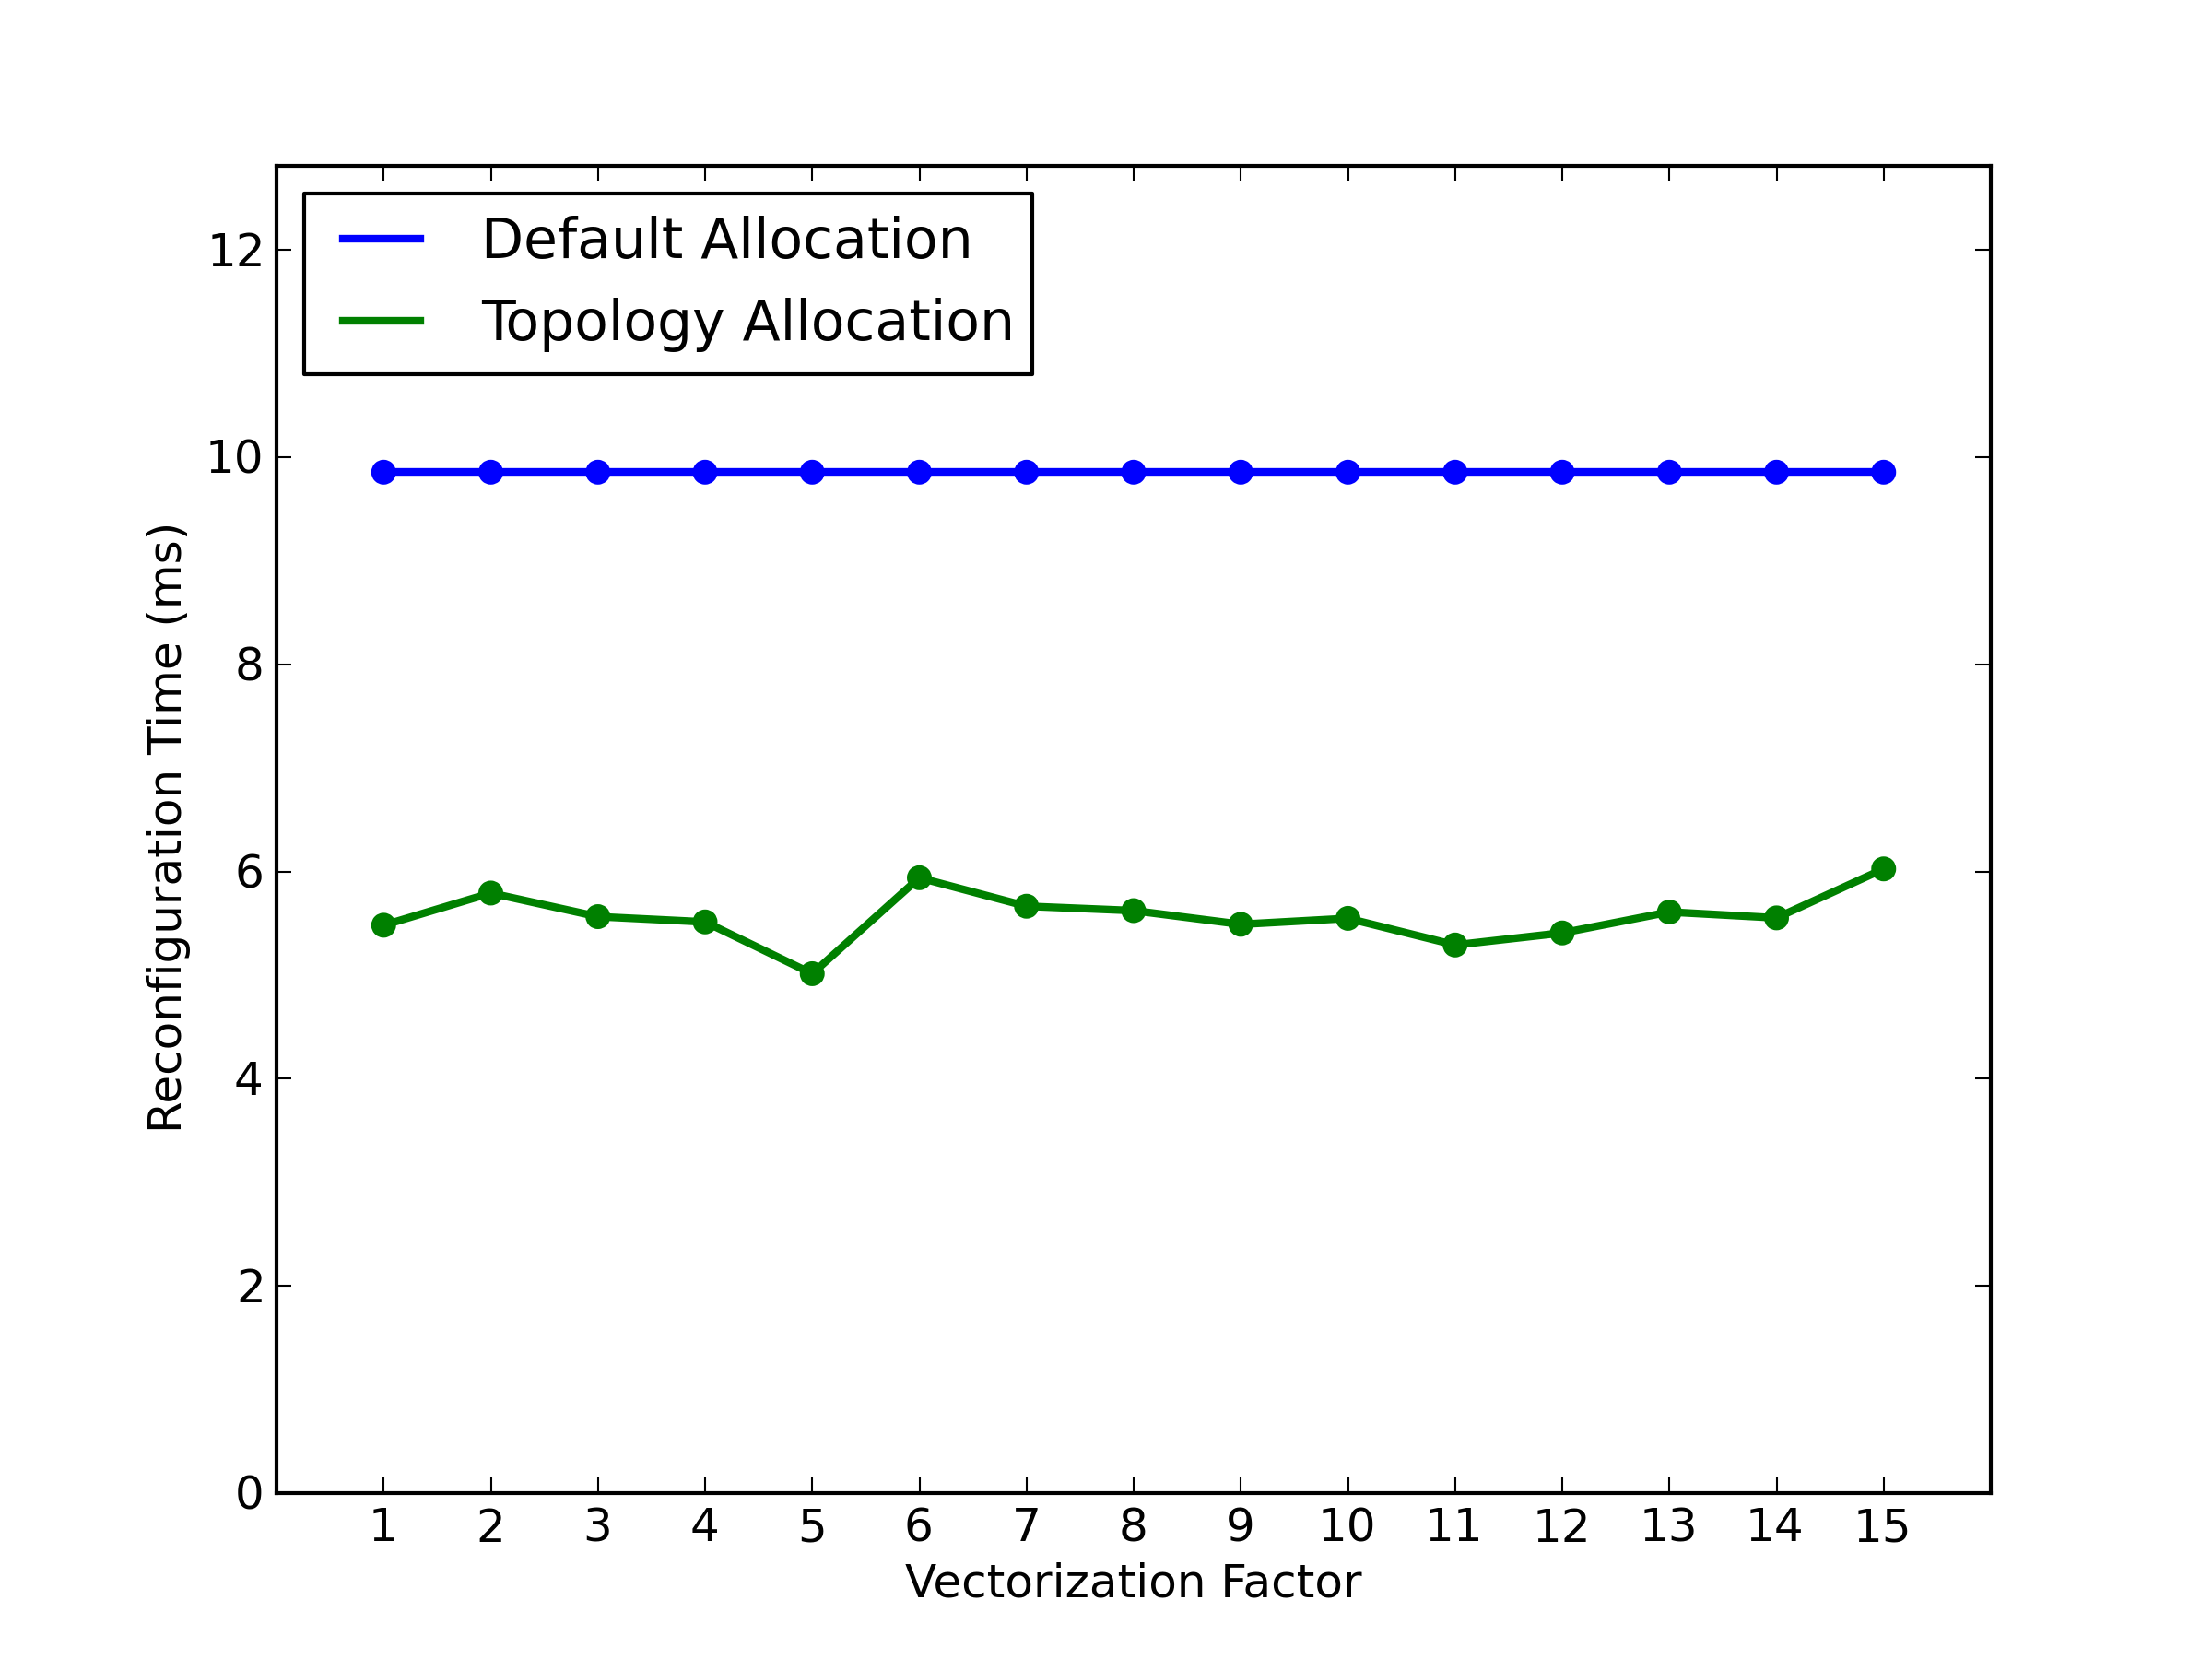 Default Allocation
Topology Allocation
12
10
8
6
4
2
0
Reconfiguration Time (ms)
1 2 3 4 5 6 7 8 9 10 11 12 13 14 15
Vectorization Factor